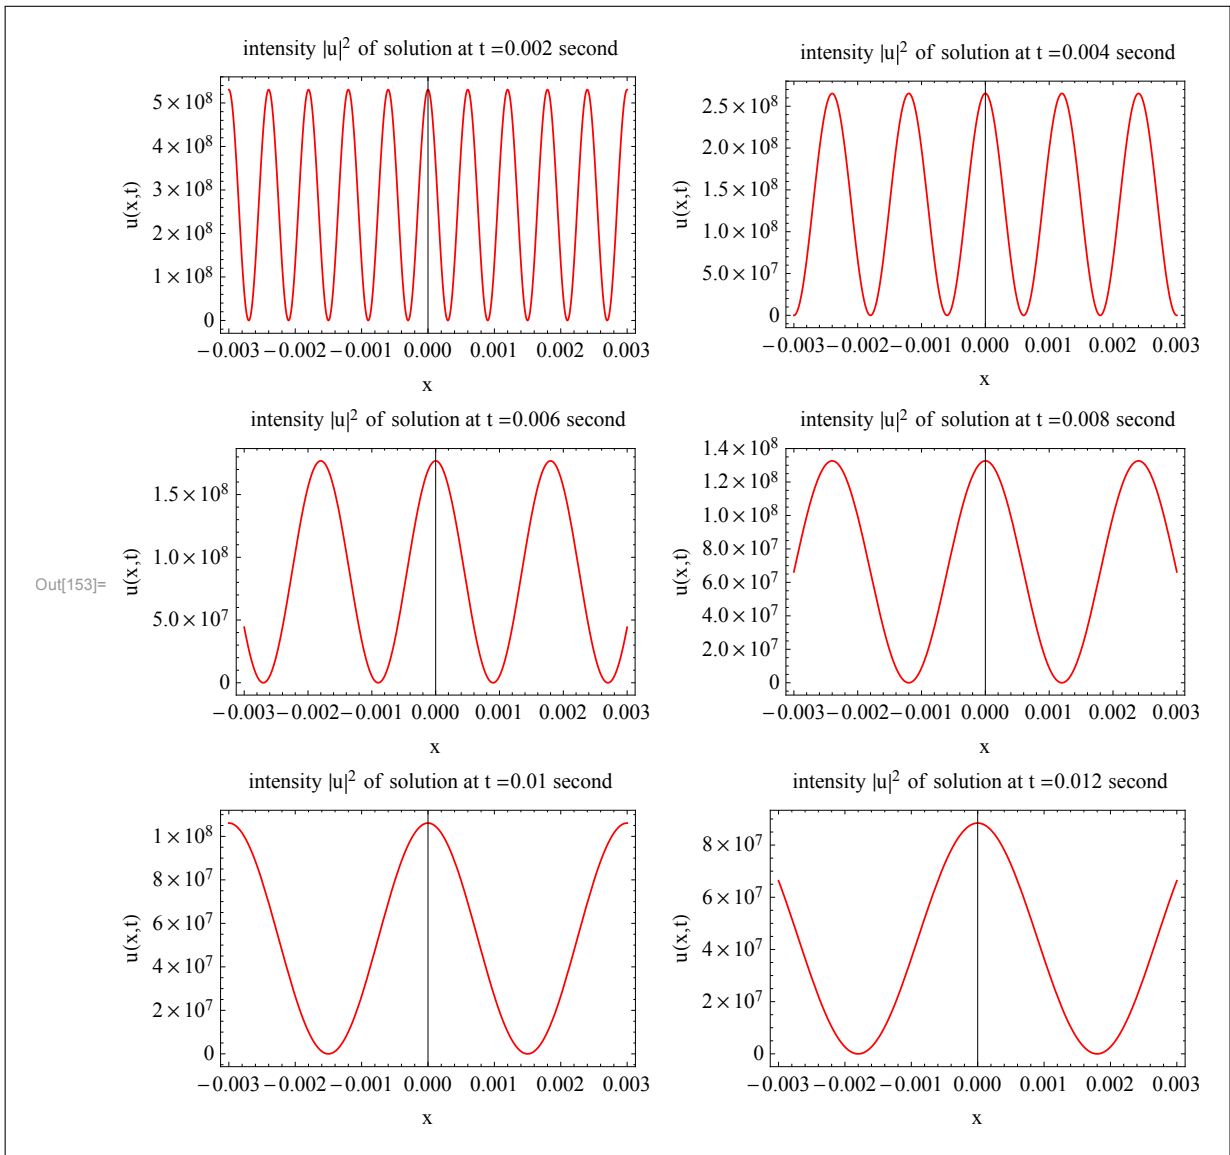 intensity |u|² of solution at t =0.002 second
5×10⁸
4×10⁸
3×10⁸
2×10⁸
1×10⁸
0
u(x,t)
−0.003 −0.002 −0.001 0.000 0.001 0.002 0.003
x
intensity |u|² of solution at t =0.004 second
2.5×10⁸
2.0×10⁸
1.5×10⁸
1.0×10⁸
5.0×10⁷
0
u(x,t)
−0.003 −0.002 −0.001 0.000 0.001 0.002 0.003
x
Out[153]=
intensity |u|² of solution at t =0.006 second
1.5×10⁸
1.0×10⁸
5.0×10⁷
0
u(x,t)
−0.003 −0.002 −0.001 0.000 0.001 0.002 0.003
x
intensity |u|² of solution at t =0.008 second
1.4×10⁸
1.2×10⁸
1.0×10⁸
8.0×10⁷
6.0×10⁷
4.0×10⁷
2.0×10⁷
0
u(x,t)
−0.003 −0.002 −0.001 0.000 0.001 0.002 0.003
x
intensity |u|² of solution at t =0.01 second
1×10⁸
8×10⁷
6×10⁷
4×10⁷
2×10⁷
0
u(x,t)
−0.003 −0.002 −0.001 0.000 0.001 0.002 0.003
x
intensity |u|² of solution at t =0.012 second
8×10⁷
6×10⁷
4×10⁷
2×10⁷
0
u(x,t)
−0.003 −0.002 −0.001 0.000 0.001 0.002 0.003
x